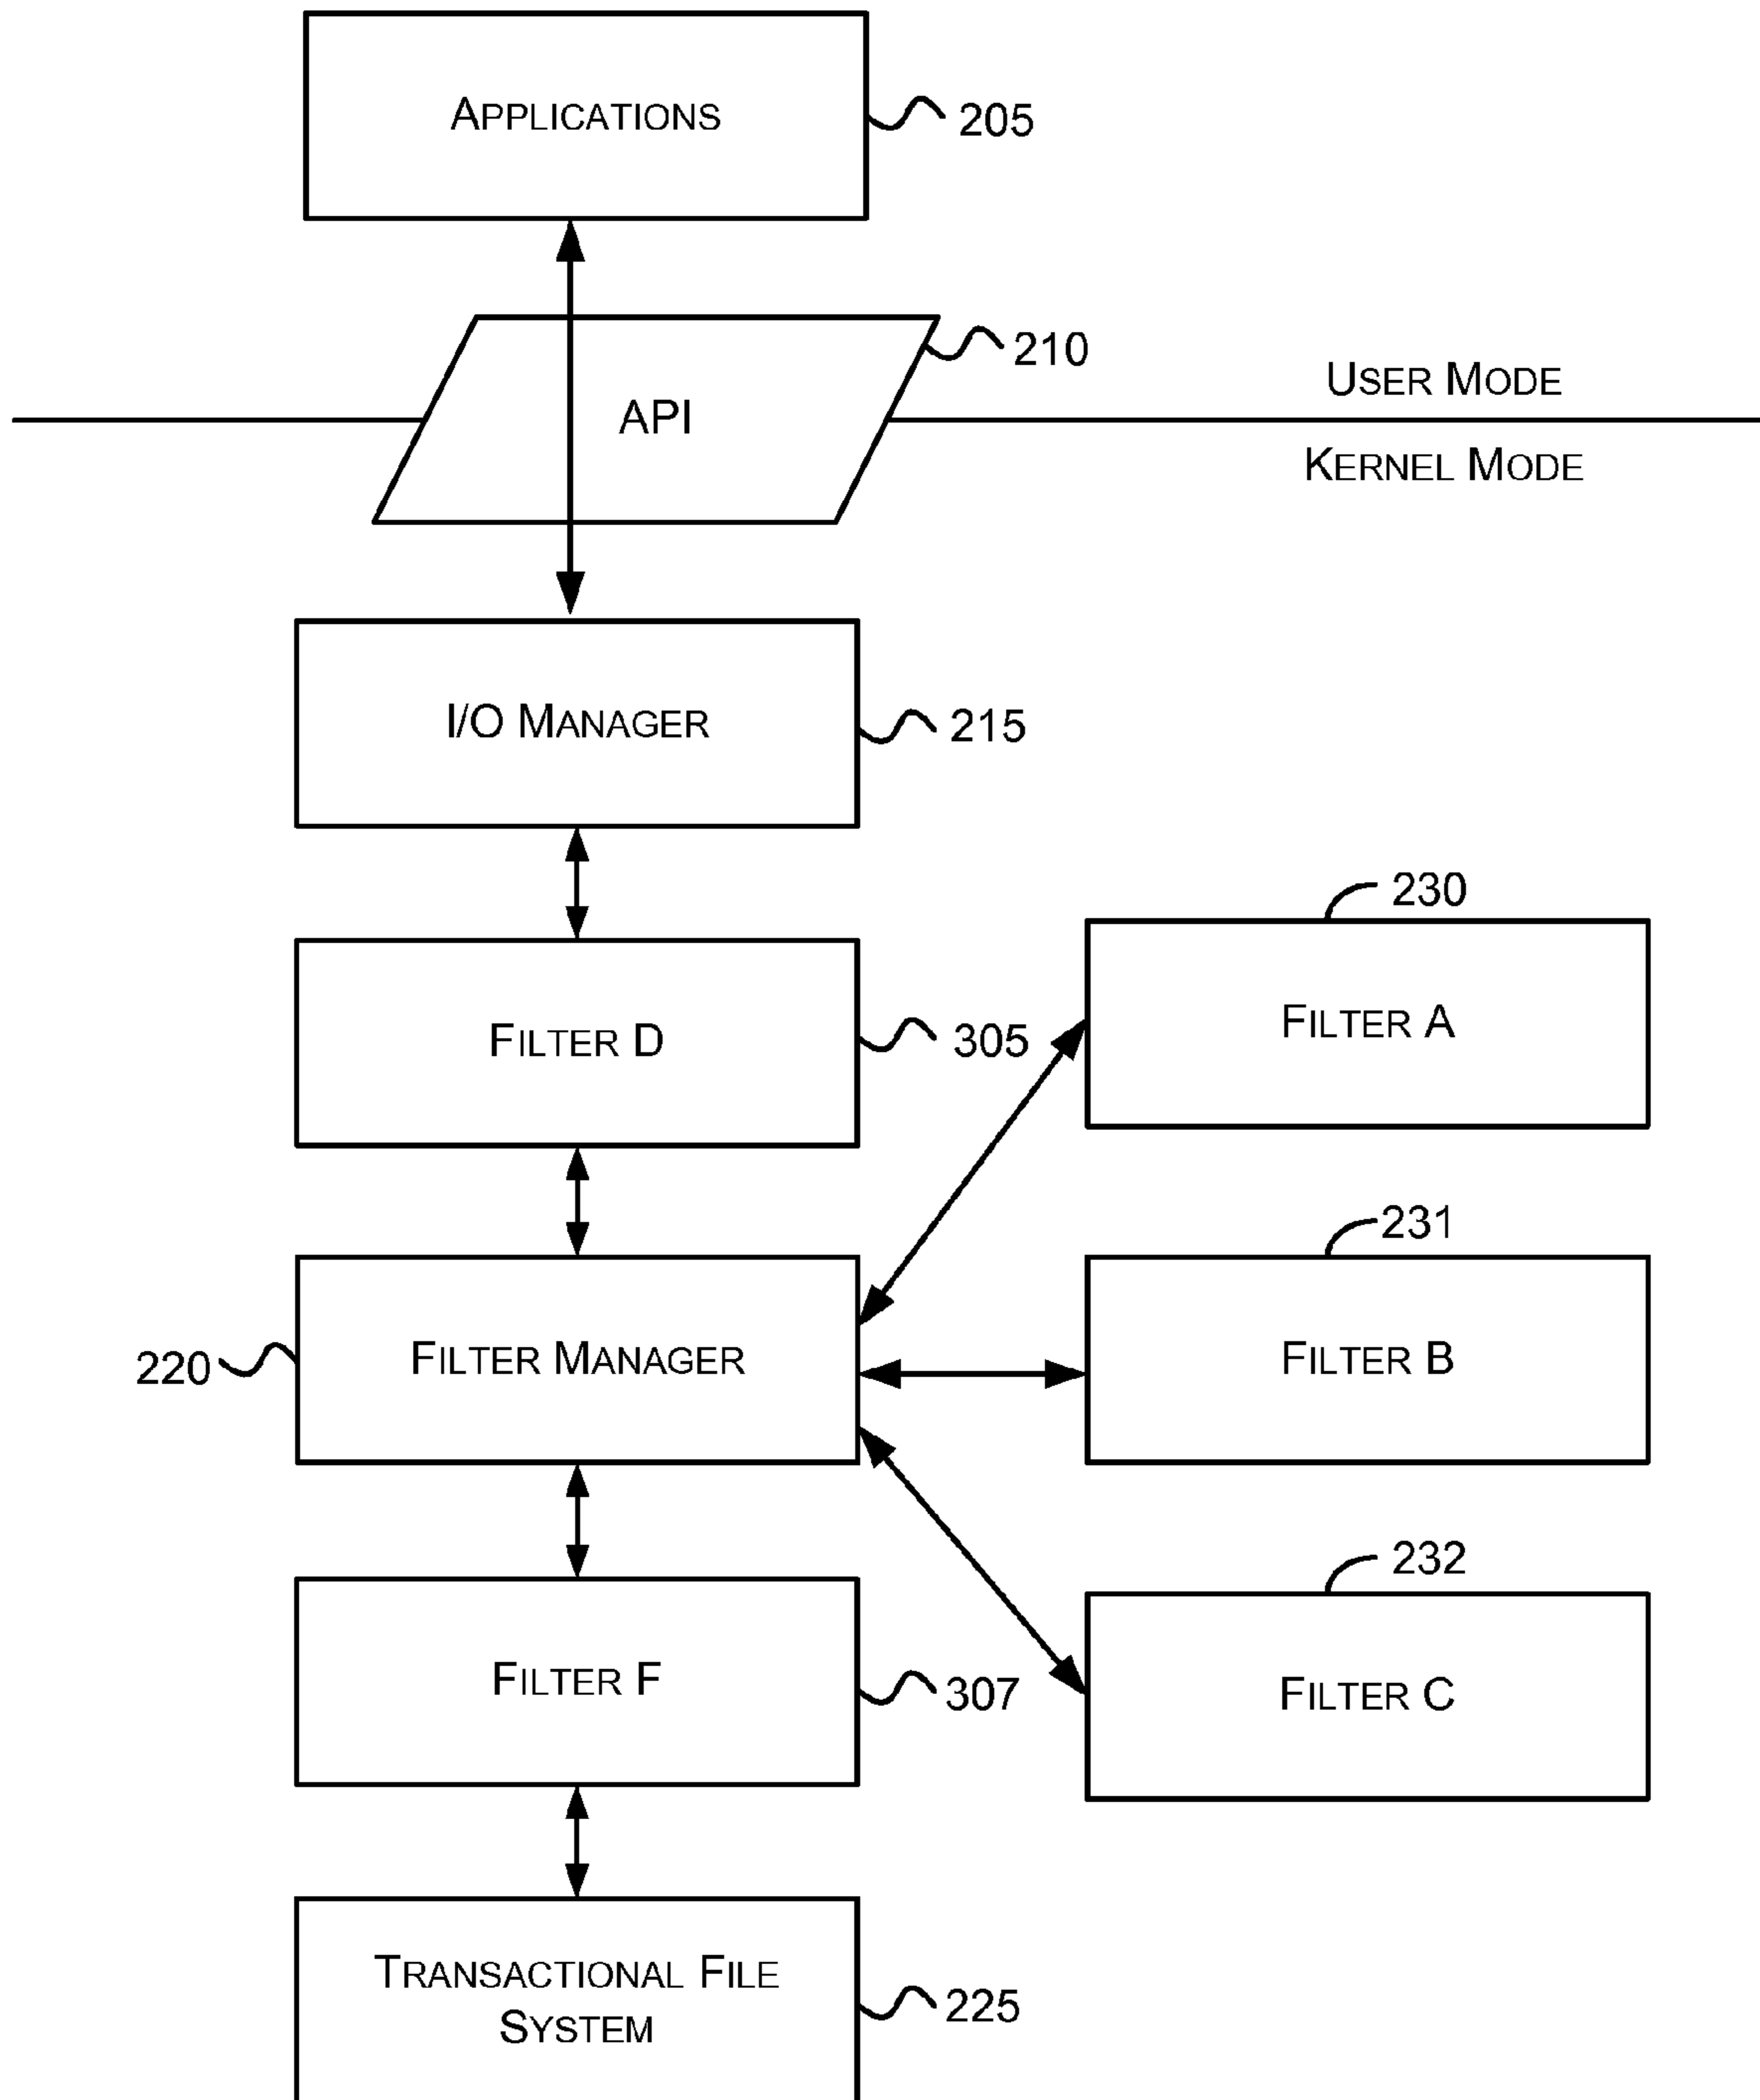 APPLICATIONS
205
210
USER MODE
API
KERNEL MODE
I/O MANAGER
215
230
FILTER A
FILTER D
305
231
FILTER MANAGER
220
FILTER B
232
FILTER F
307
FILTER C
TRANSACTIONAL FILE
SYSTEM
225